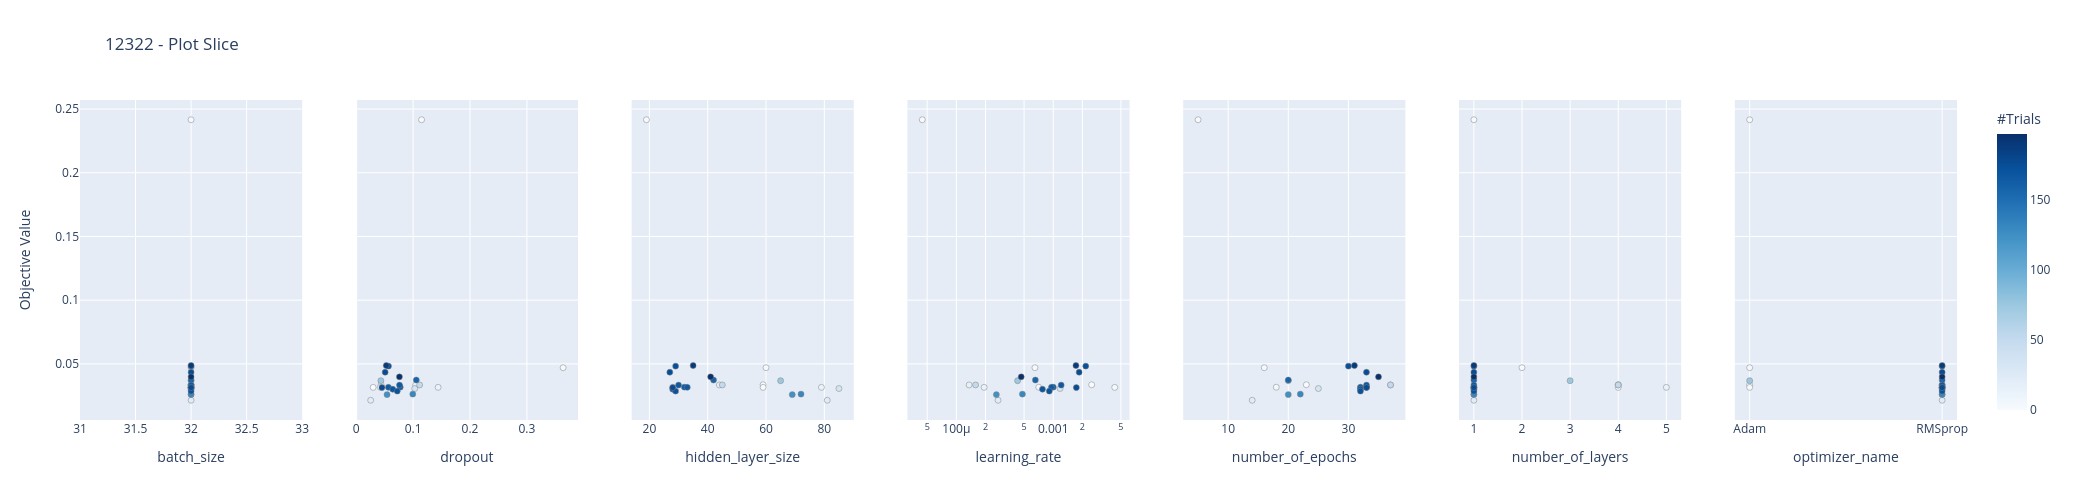 12322 - Plot Slice
#Trials
Objective Value
0.25
0.2
0.15
0.1
0.05
31 31.5 32 32.5 33
batch_size
0 0.1 0.2 0.3
dropout
20 40 60 80
hidden_layer_size
5 100μ 2 5 0.001 2 5
learning_rate
10 20 30
number_of_epochs
1 2 3 4 5
number_of_layers
Adam RMSprop
optimizer_name
150
100
50
0